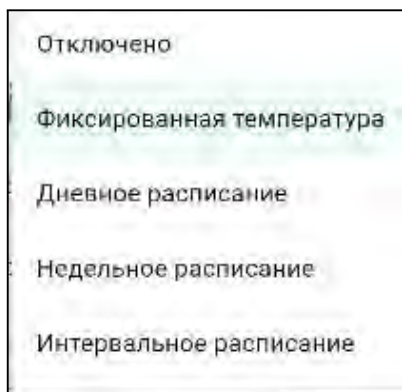 Отключено
Фиксированная температура
Дневное расписание
Недельное расписание
Интервальное расписание